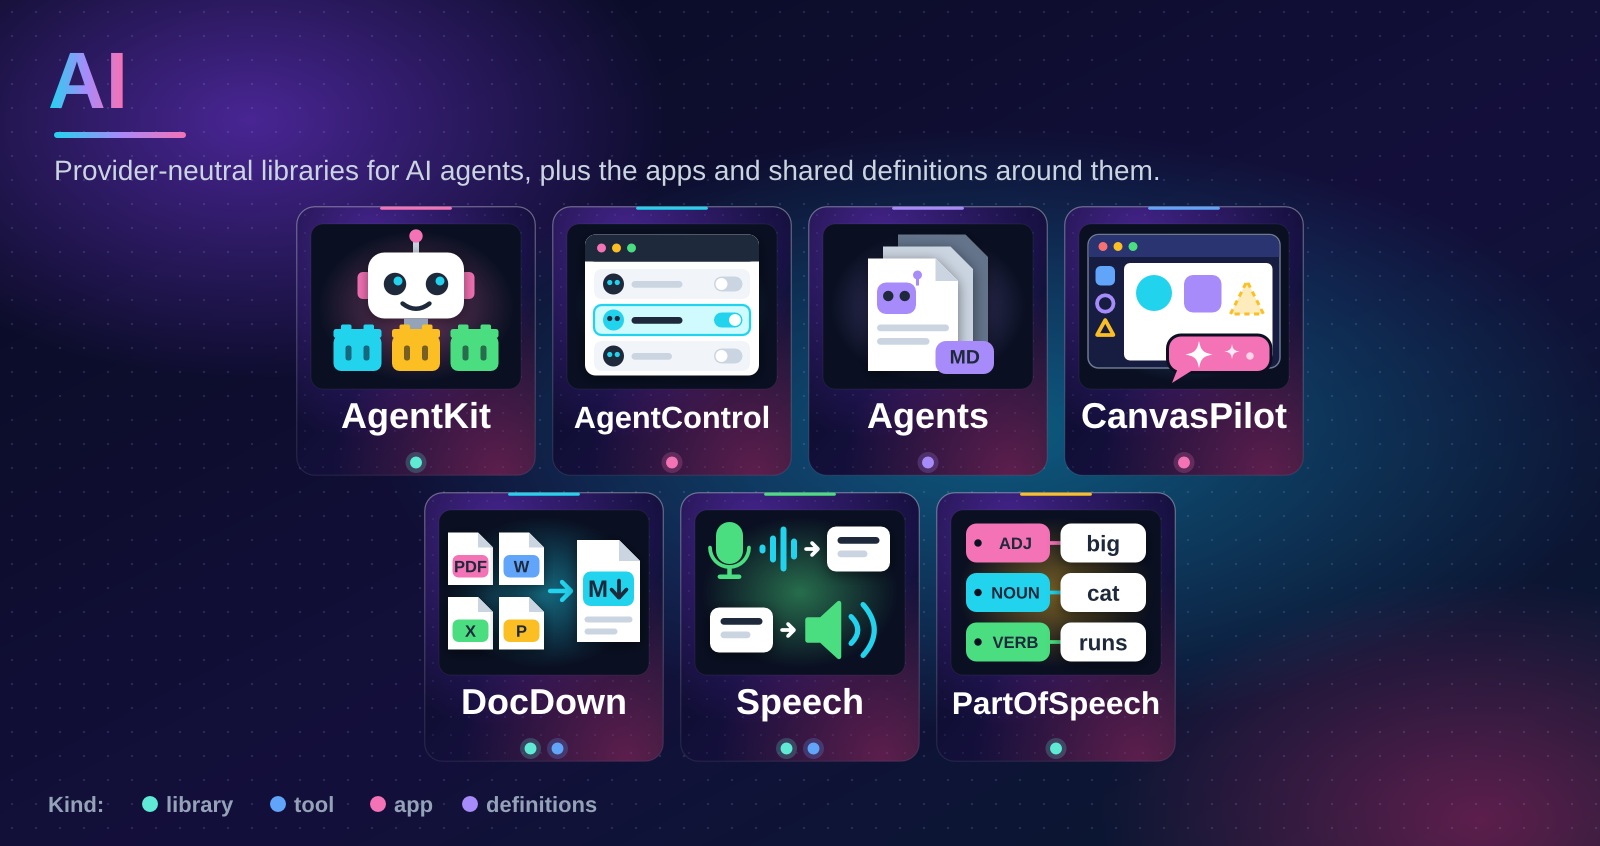 AI
Provider-neutral libraries for AI agents, plus the apps and shared definitions around them.
MD
AgentKit
AgentControl
Agents
CanvasPilot
PDF
W
X
P
M
ADJ
big
NOUN
cat
VERB
runs
DocDown
Speech
PartOfSpeech
Kind:
library
tool
app
definitions